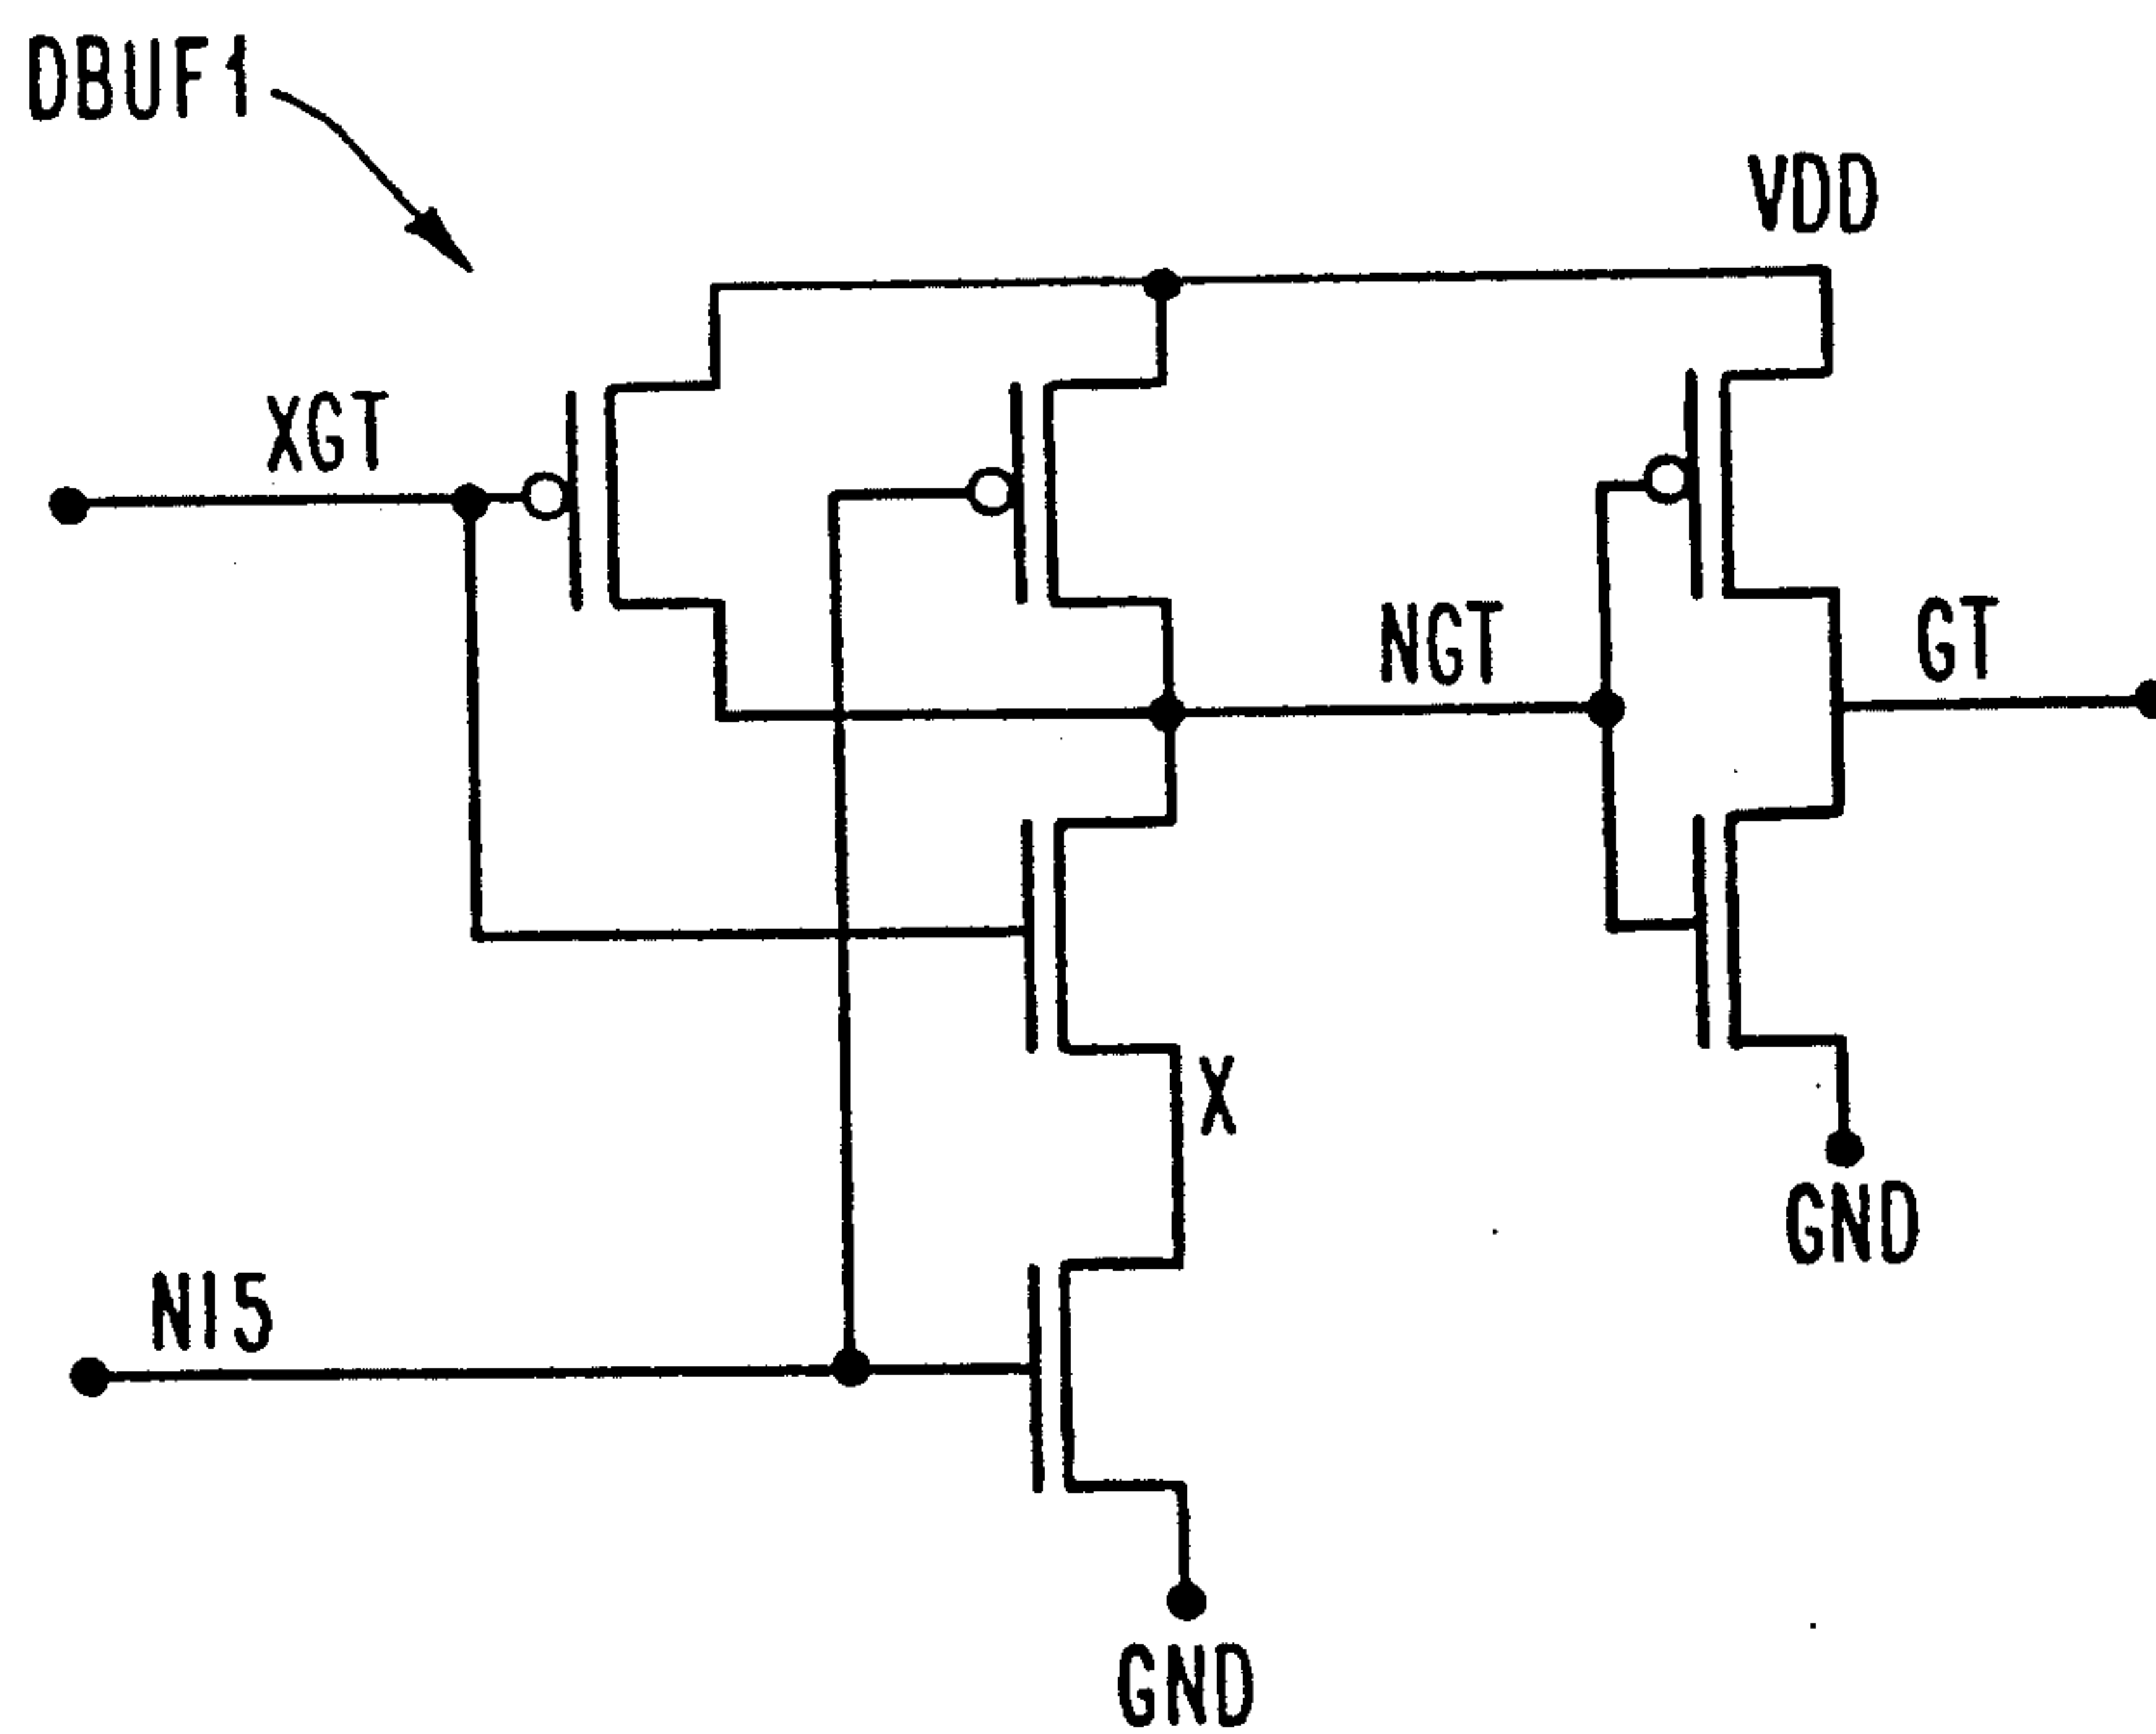 DBUF1
VDD
XGT
NGT
GT
X
GND
N15
GND